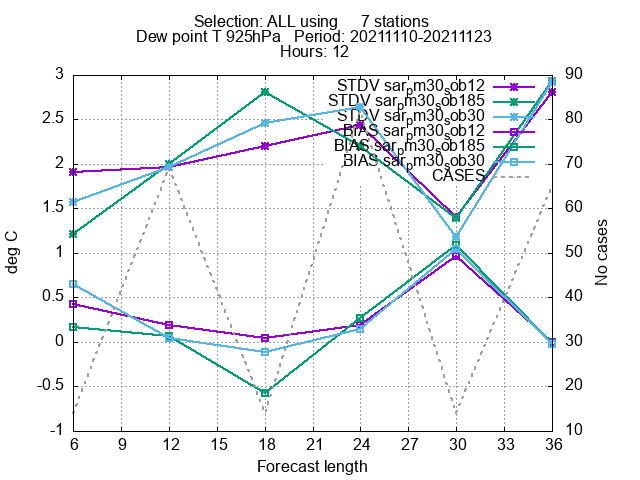 Selection: ALL using 7 stations
Dew point T 925hPa Period: 20211110-20211123
Hours: 12
STDV sar_pm30_sob12
STDV sar_pm30_sob185
STDV sar_pm30_sob30
BIAS sar_pm30_sob12
BIAS sar_pm30_sob185
BIAS sar_pm30_sob30
CASES
deg C
3
2.5
2
1.5
1
0.5
0
-0.5
-1
No cases
90
80
70
60
50
40
30
20
10
6 9 12 15 18 21 24 27 30 33 36
Forecast length